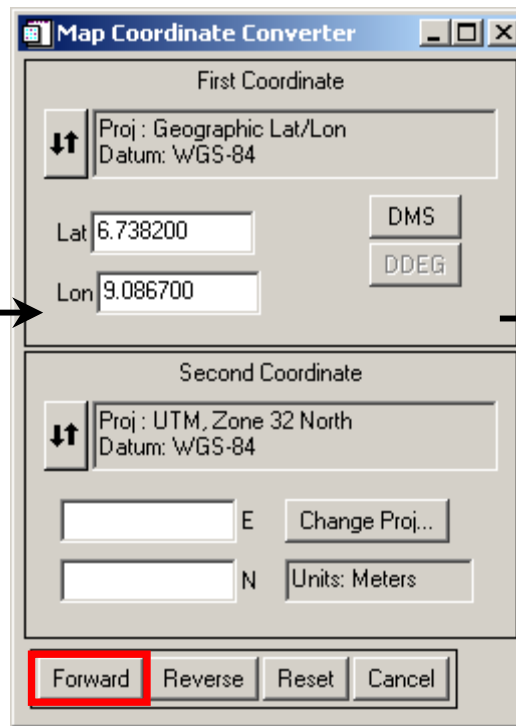 Map Coordinate Converter
First Coordinate
Proj : Geographic Lat/Lon
Datum: WGS-84
Lat 6.738200
DMS
DDEG
Lon 9.086700
Second Coordinate
Proj : UTM, Zone 32 North
Datum: WGS-84
E
Change Proj...
N
Units: Meters
Forward Reverse Reset Cancel